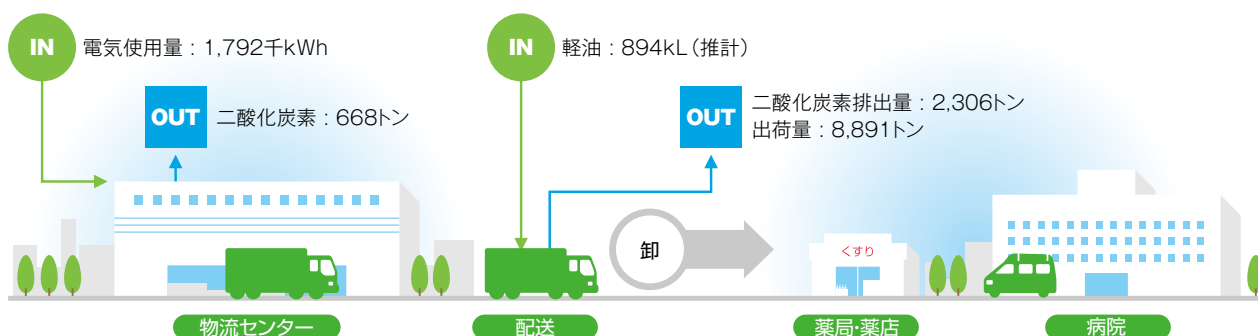 IN
電気使用量：1,792千kWh
OUT
二酸化炭素：668トン
IN
軽油：894kL（推計）
OUT
二酸化炭素排出量：2,306トン
出荷量：8,891トン
卸
くすり
物流センター
配送
薬局・薬店
病院